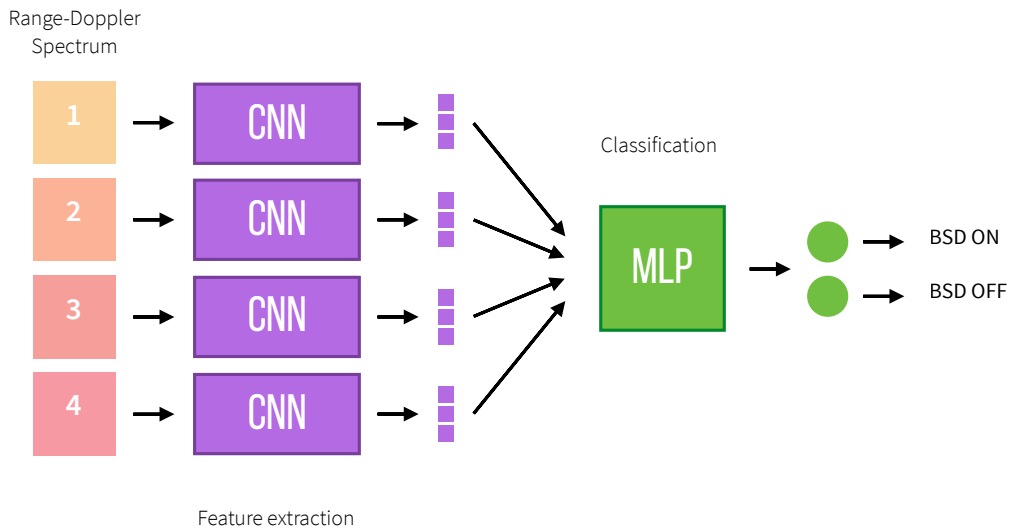 Range-Doppler
Spectrum
1
CNN
2
CNN
3
CNN
4
CNN
Feature extraction
Classification
MLP
BSD ON
BSD OFF